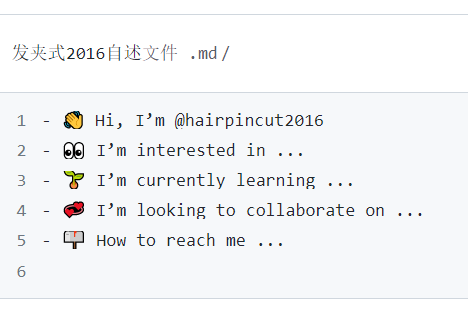 发夹式2016自述文件 .md/
1 - 👋 Hi, I’m @hairpincut2016
2 - 👀 I’m interested in ...
3 - 🌱 I’m currently learning ...
4 - 💞️ I’m looking to collaborate on ...
5 - 📫 How to reach me ...
6